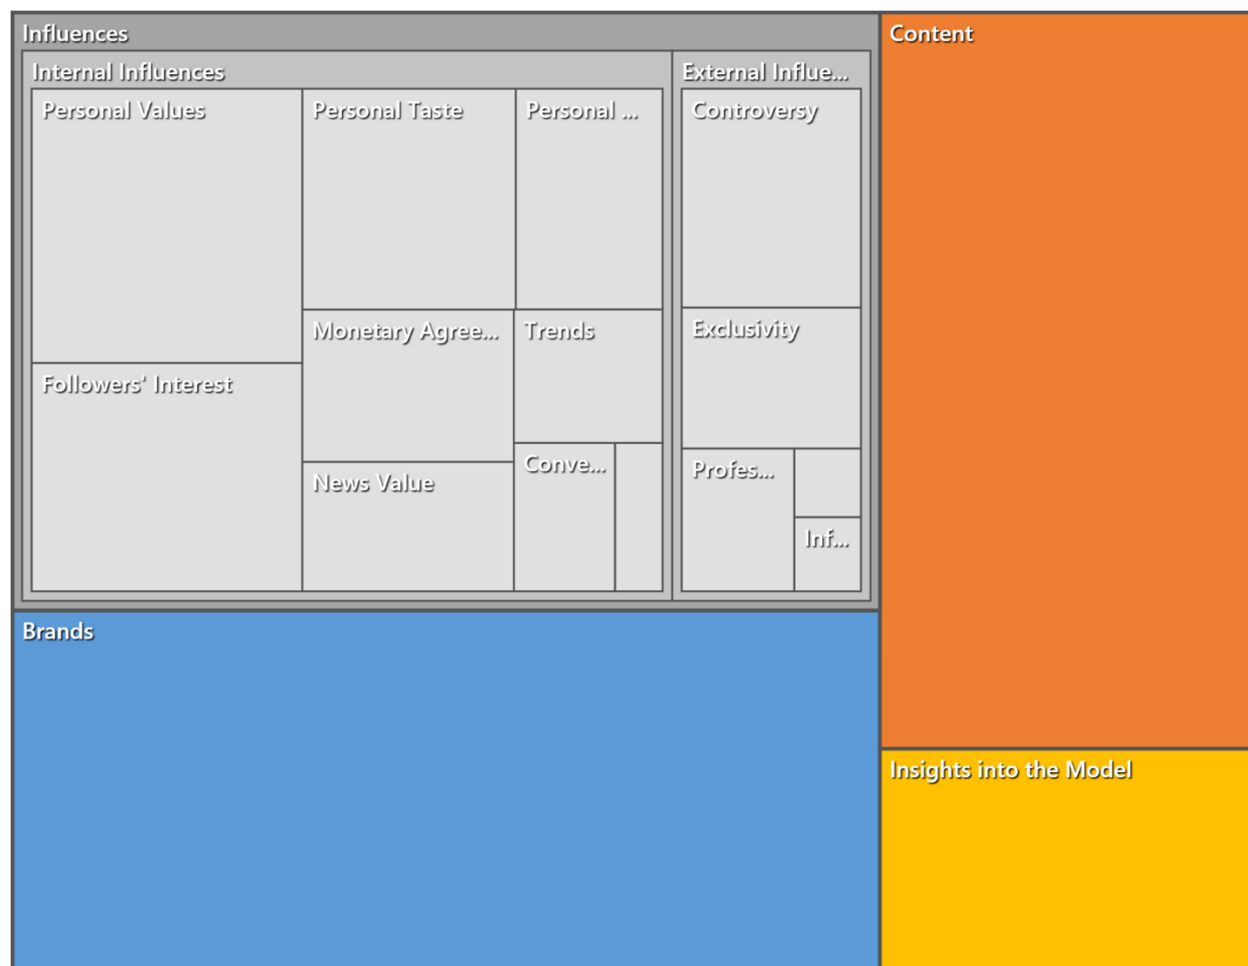 Influences
Internal Influences
Personal Values
Personal Taste
Personal ...
Followers' Interest
Monetary Agree...
Trends
News Value
Conve...
External Influe...
Controversy
Exclusivity
Profes...
Inf...
Content
Brands
Insights into the Model